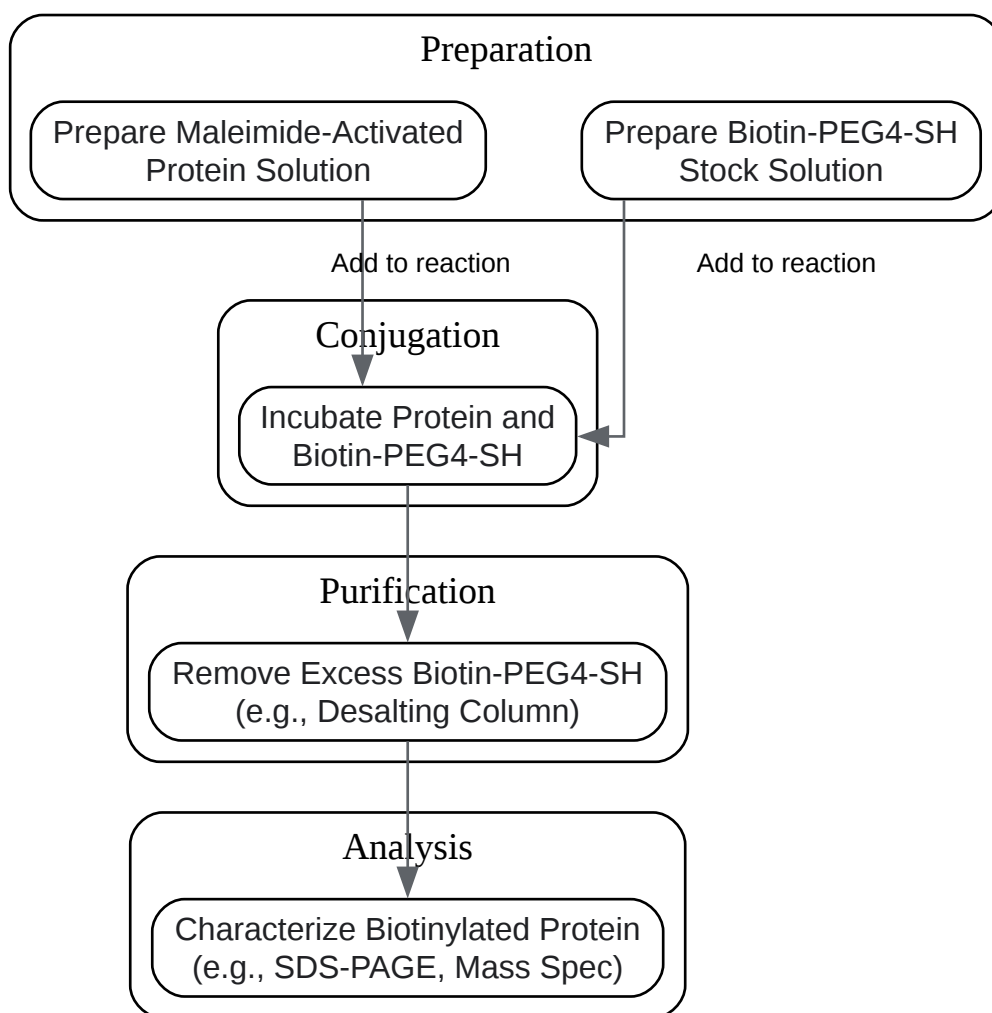 Preparation
Prepare Maleimide-Activated
Protein Solution
Prepare Biotin-PEG4-SH
Stock Solution
Add to reaction
Add to reaction
Conjugation
Incubate Protein and
Biotin-PEG4-SH
Purification
Remove Excess Biotin-PEG4-SH
(e.g., Desalting Column)
Analysis
Characterize Biotinylated Protein
(e.g., SDS-PAGE, Mass Spec)